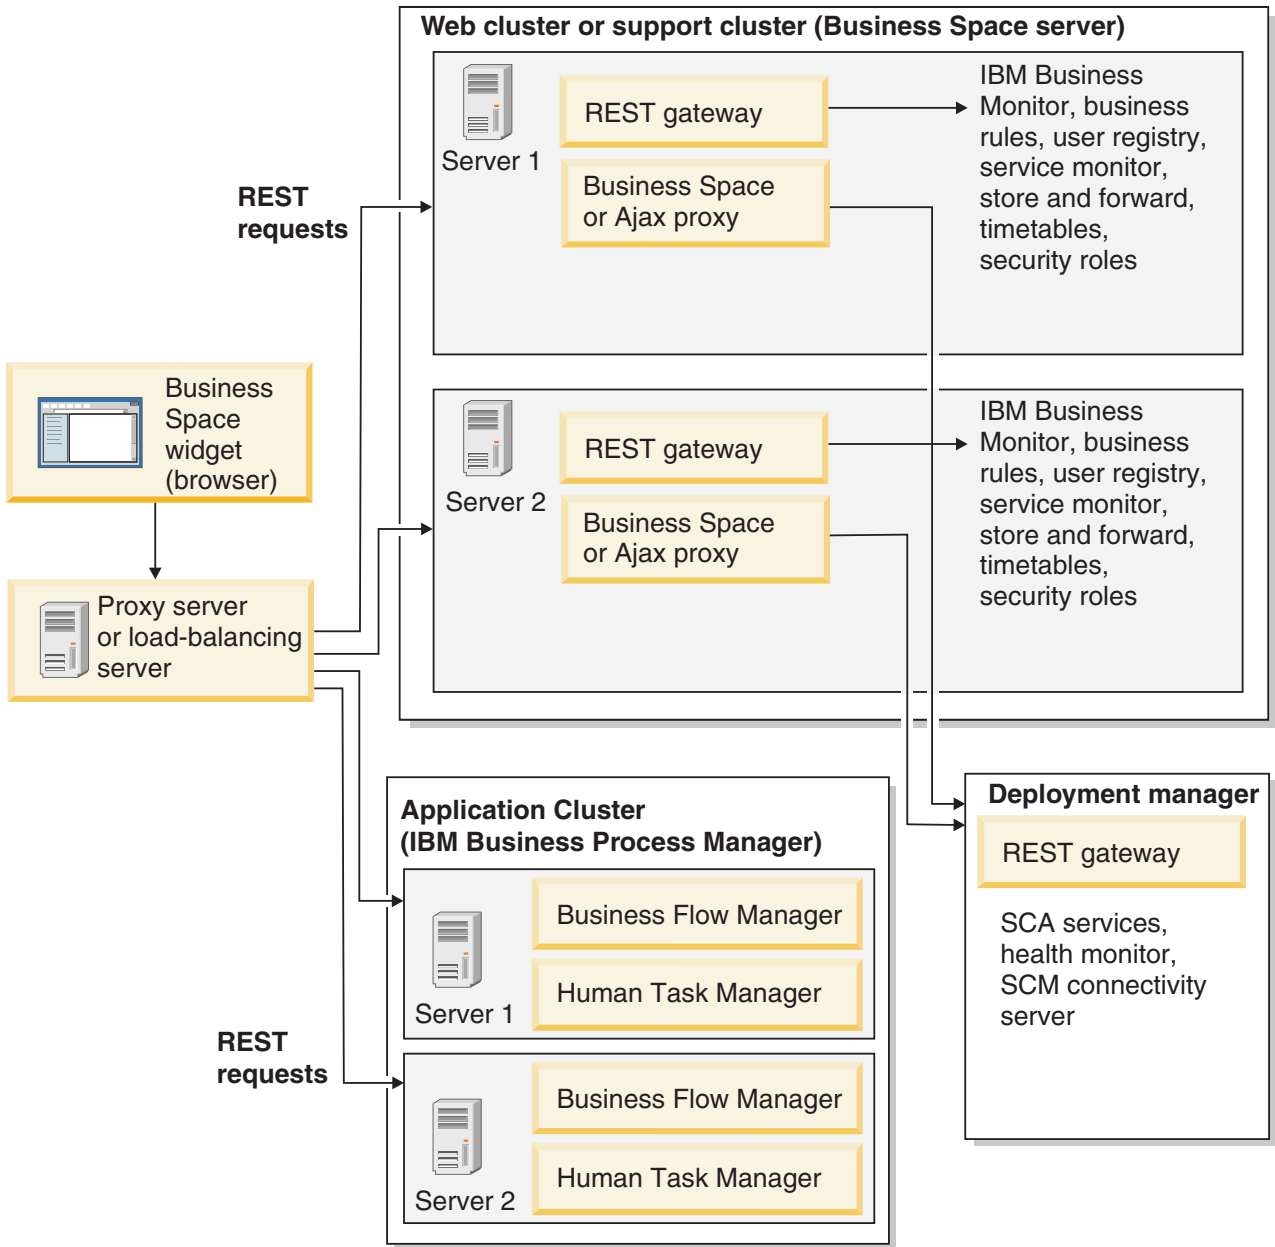 Web cluster or support cluster (Business Space server)
Server 1
REST gateway
Business Space
or Ajax proxy
IBM Business
Monitor, business
rules, user registry,
service monitor,
store and forward,
timetables,
security roles
REST
requests
Server 2
REST gateway
Business Space
or Ajax proxy
IBM Business
Monitor, business
rules, user registry,
service monitor,
store and forward,
timetables,
security roles
Business
Space
widget
(browser)
Proxy server
or load-balancing
server
Application Cluster
(IBM Business Process Manager)
Server 1
Business Flow Manager
Human Task Manager
REST
requests
Server 2
Business Flow Manager
Human Task Manager
Deployment manager
REST gateway
SCA services,
health monitor,
SCM connectivity
server